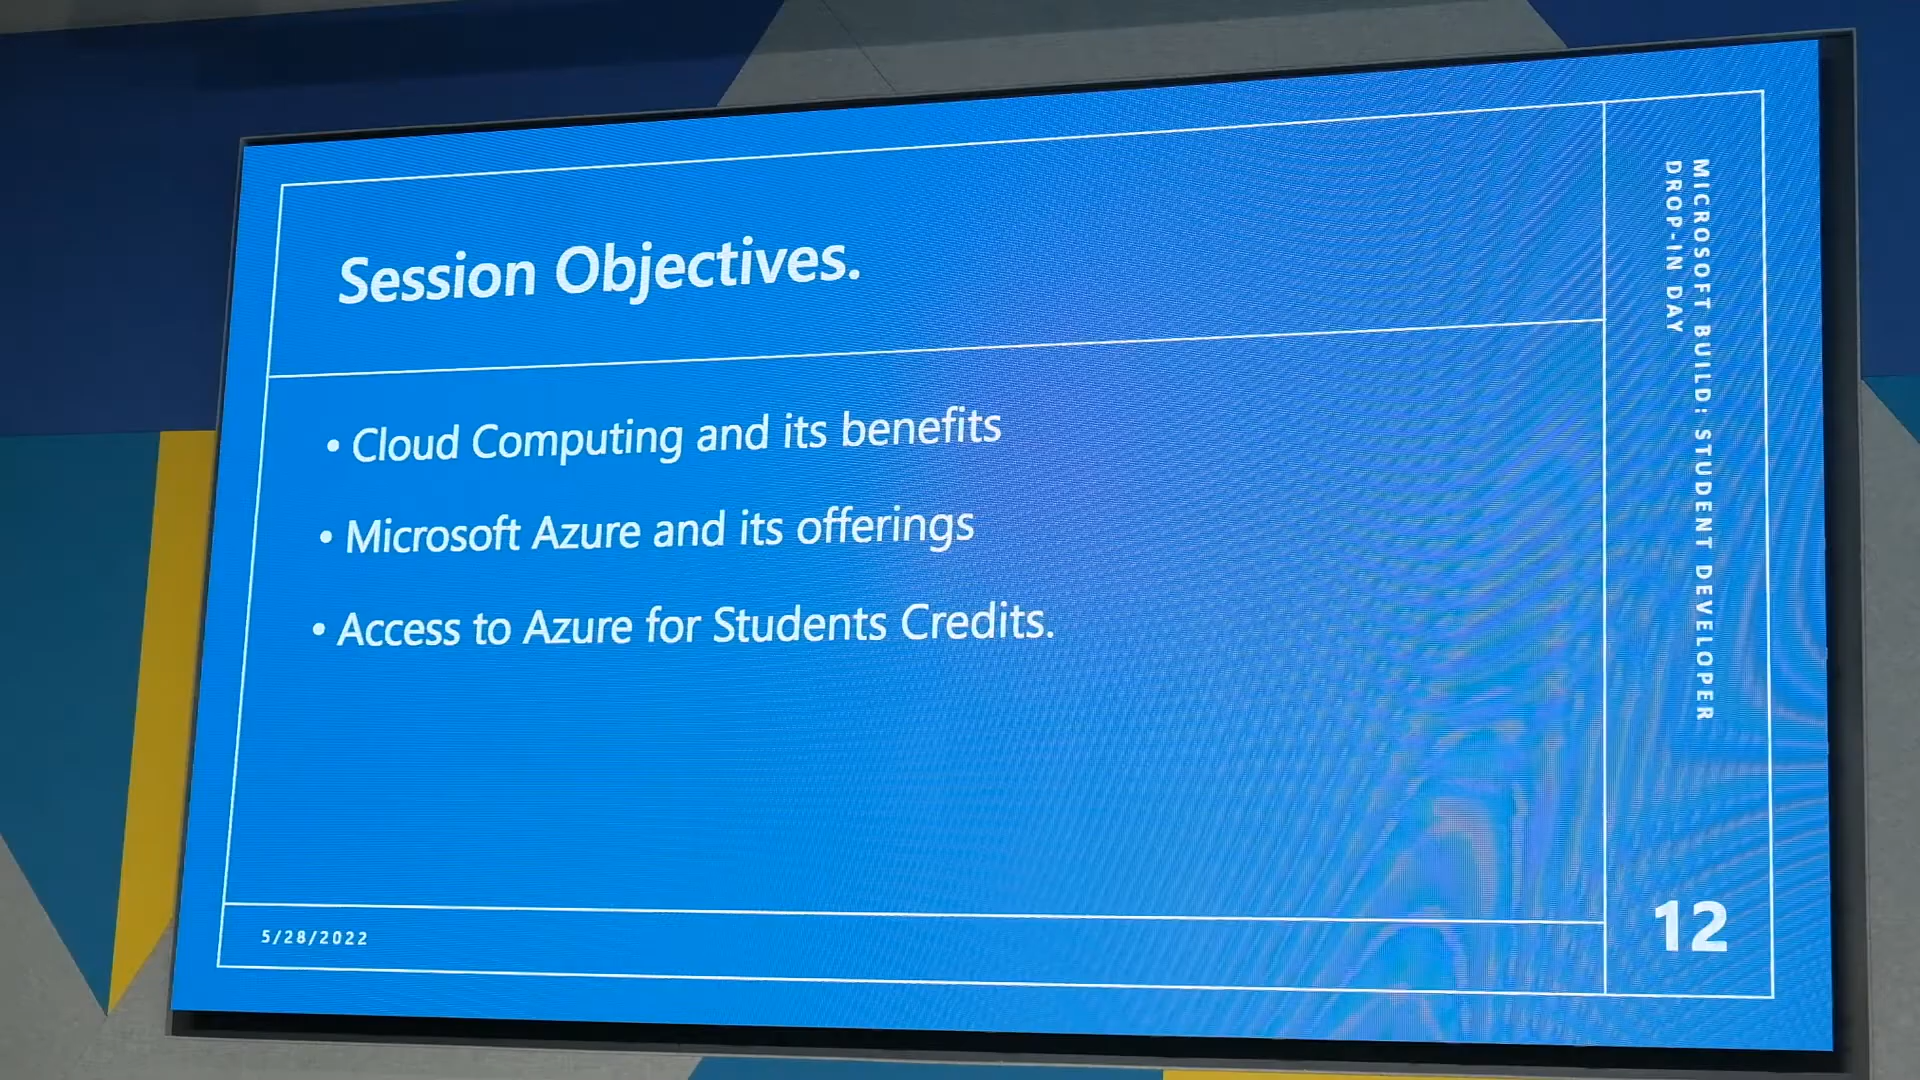 Session Objectives.
• Cloud Computing and its benefits
• Microsoft Azure and its offerings
• Access to Azure for Students Credits.
MICROSOFT BUILD: STUDENT DEVELOPER
DROP-IN DAY
5/28/2022
12